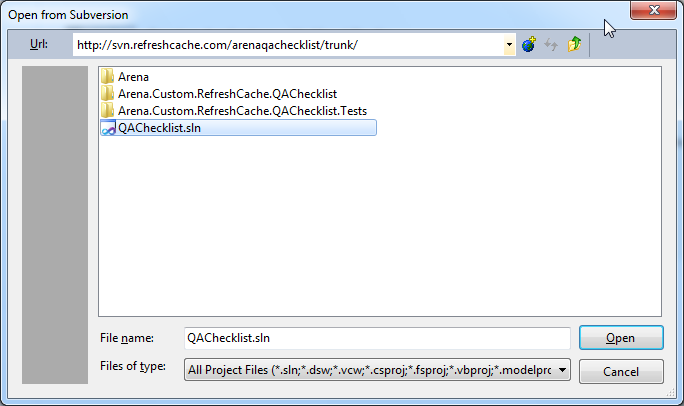 Open from Subversion
Url: http://svn.refreshcache.com/arenaqachecklist/trunk/
Arena
Arena.Custom.RefreshCache.QAChecklist
Arena.Custom.RefreshCache.QAChecklist.Tests
QAChecklist.sln
File name: QAChecklist.sln Open
Files of type: All Project Files (*.sln;*.dsw;*.vcw;*.csproj;*.fsproj;*.vbproj;*.modelpro Cancel